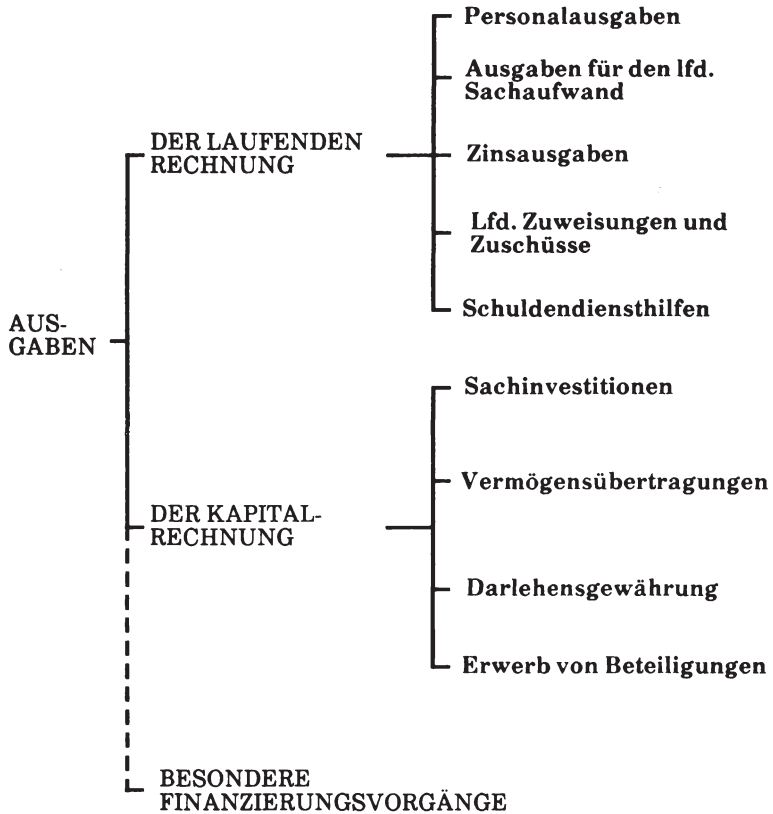 AUS-
GABEN
DER LAUFENDEN
RECHNUNG
Personalausgaben
Ausgaben für den lfd.
Sachaufwand
Zinsausgaben
Lfd. Zuweisungen und
Zuschüsse
Schuldendiensthilfen
DER KAPITAL-
RECHNUNG
Sachinvestitionen
Vermögensübertragungen
Darlehensgewährung
Erwerb von Beteiligungen
BESONDERE
FINANZIERUNGSVORGÄNGE